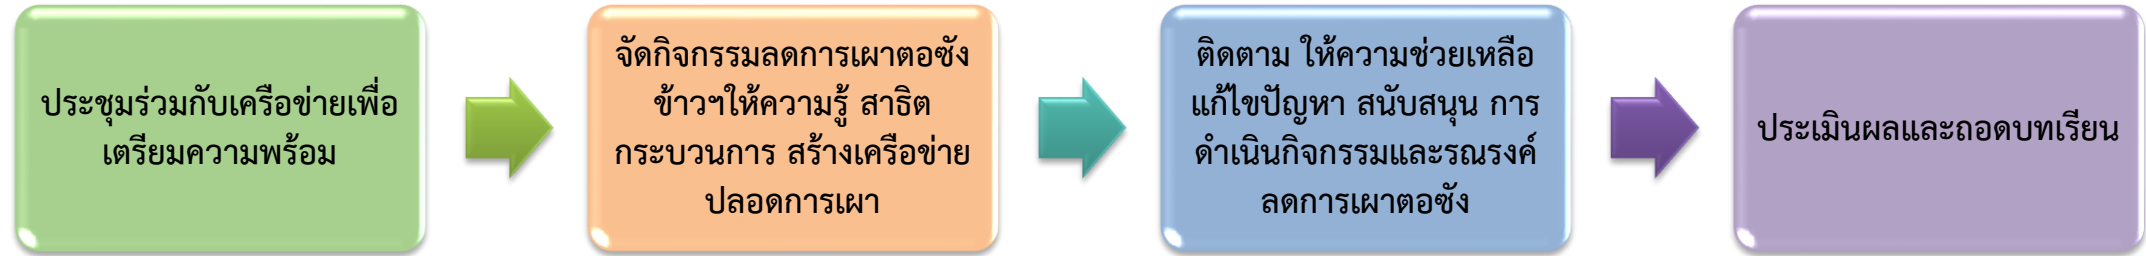 ประชุมร่วมกับเครือข่ายเพื่อ
เตรียมความพร้อม
จัดกิจกรรมลดการเผาตอซัง
ข้าวฯให้ความรู้ สาธิต
กระบวนการ สร้างเครือข่าย
ปลอดการเผา
ติดตาม ให้ความช่วยเหลือ
แก้ไขปัญหา สนับสนุน การ
ดำเนินกิจกรรมและรณรงค์
ลดการเผาตอซัง
ประเมินผลและถอดบทเรียน